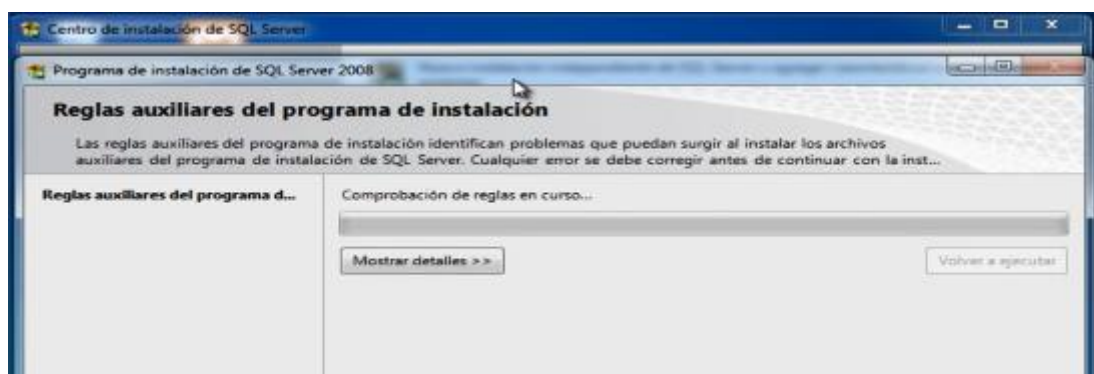 Centro de instalación de SQL Server
Programa de instalación de SQL Server 2008
Reglas auxiliares del programa de instalación
Las reglas auxiliares del programa de instalación identifican problemas que puedan surgir al instalar los archivos
auxiliares del programa de instalación de SQL Server. Cualquier error se debe corregir antes de continuar con la inst...
Reglas auxiliares del programa d...
Comprobación de reglas en curso...
Mostrar detalles >>
Volver a ejecutar